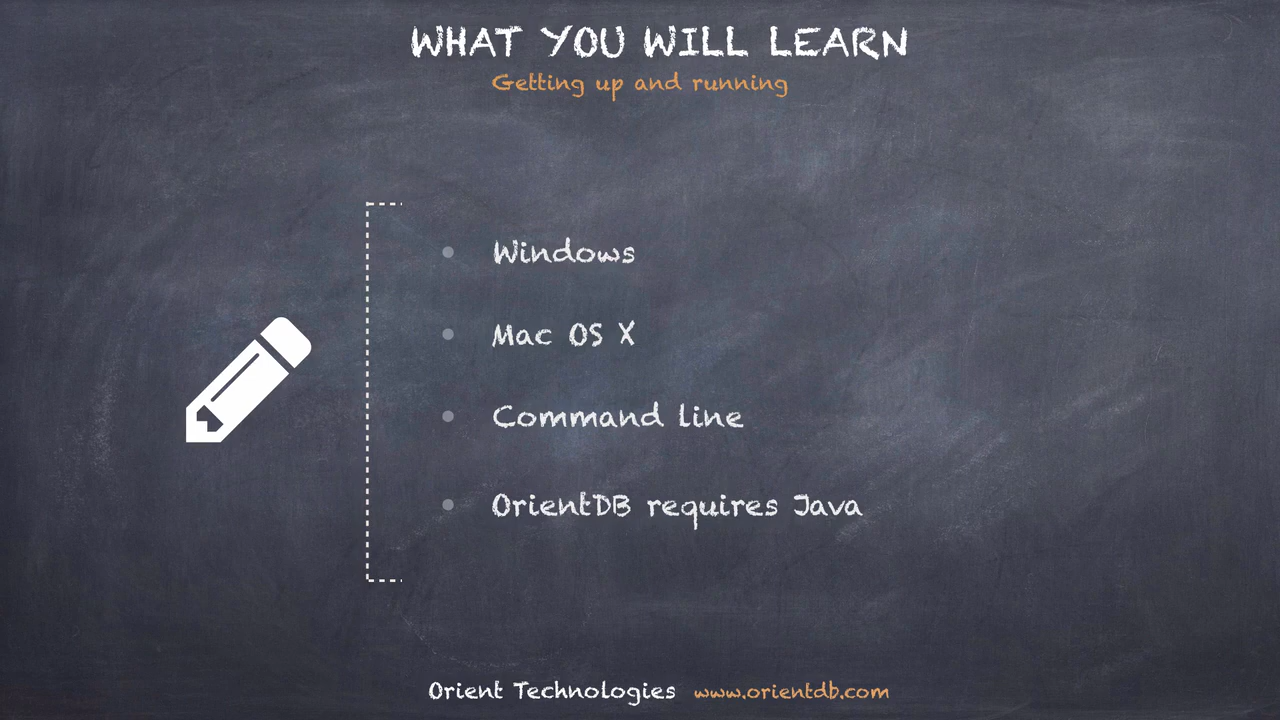 WHAT YOU WILL LEARN
Getting up and running
Windows
Mac OS X
Command line
OrientDB requires Java
Orient Technologies www.orientdb.com